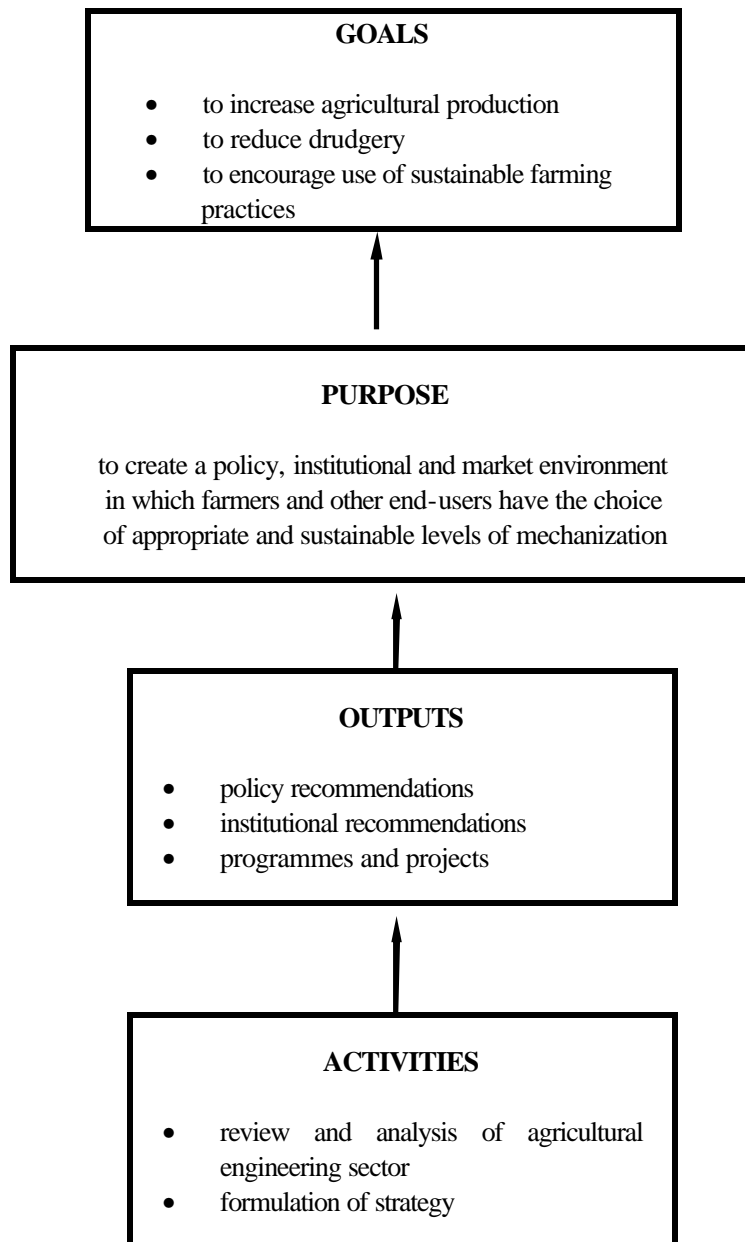 GOALS
• to increase agricultural production
• to reduce drudgery
• to encourage use of sustainable farming
practices
PURPOSE
to create a policy, institutional and market environment
in which farmers and other end-users have the choice
of appropriate and sustainable levels of mechanization
OUTPUTS
• policy recommendations
• institutional recommendations
• programmes and projects
ACTIVITIES
• review and analysis of agricultural
engineering sector
• formulation of strategy